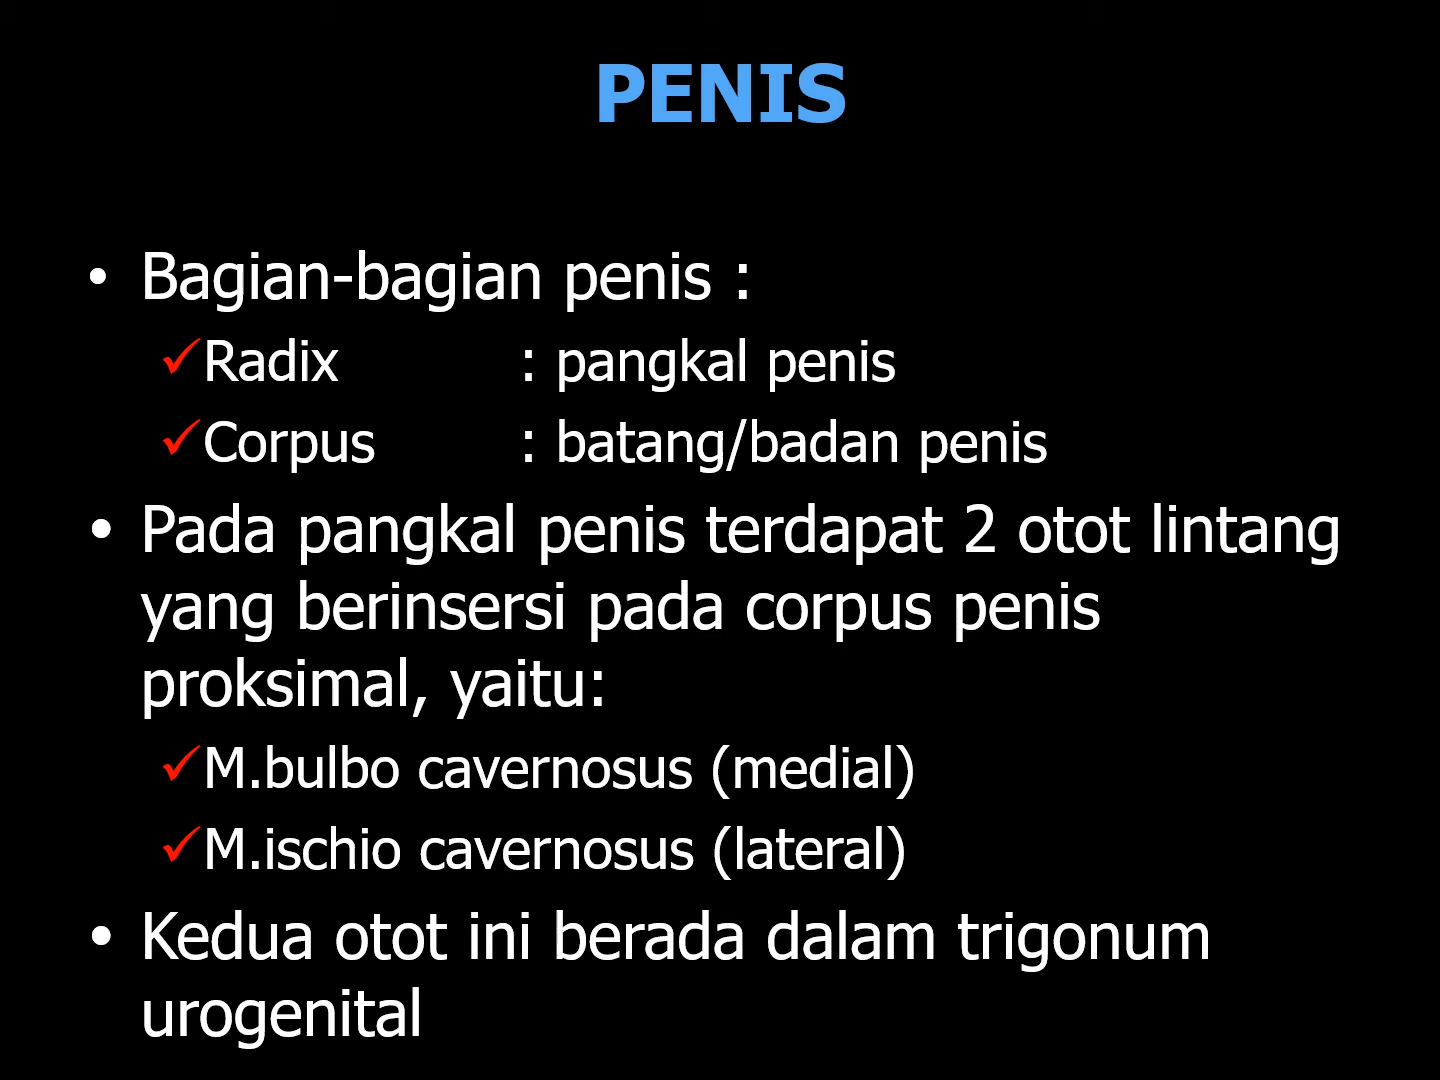 PENIS
• Bagian-bagian penis :
✓Radix : pangkal penis
✓Corpus : batang/badan penis
• Pada pangkal penis terdapat 2 otot lintang
yang berinsersi pada corpus penis
proksimal, yaitu:
✓M.bulbo cavernosus (medial)
✓M.ischio cavernosus (lateral)
• Kedua otot ini berada dalam trigonum
urogenital